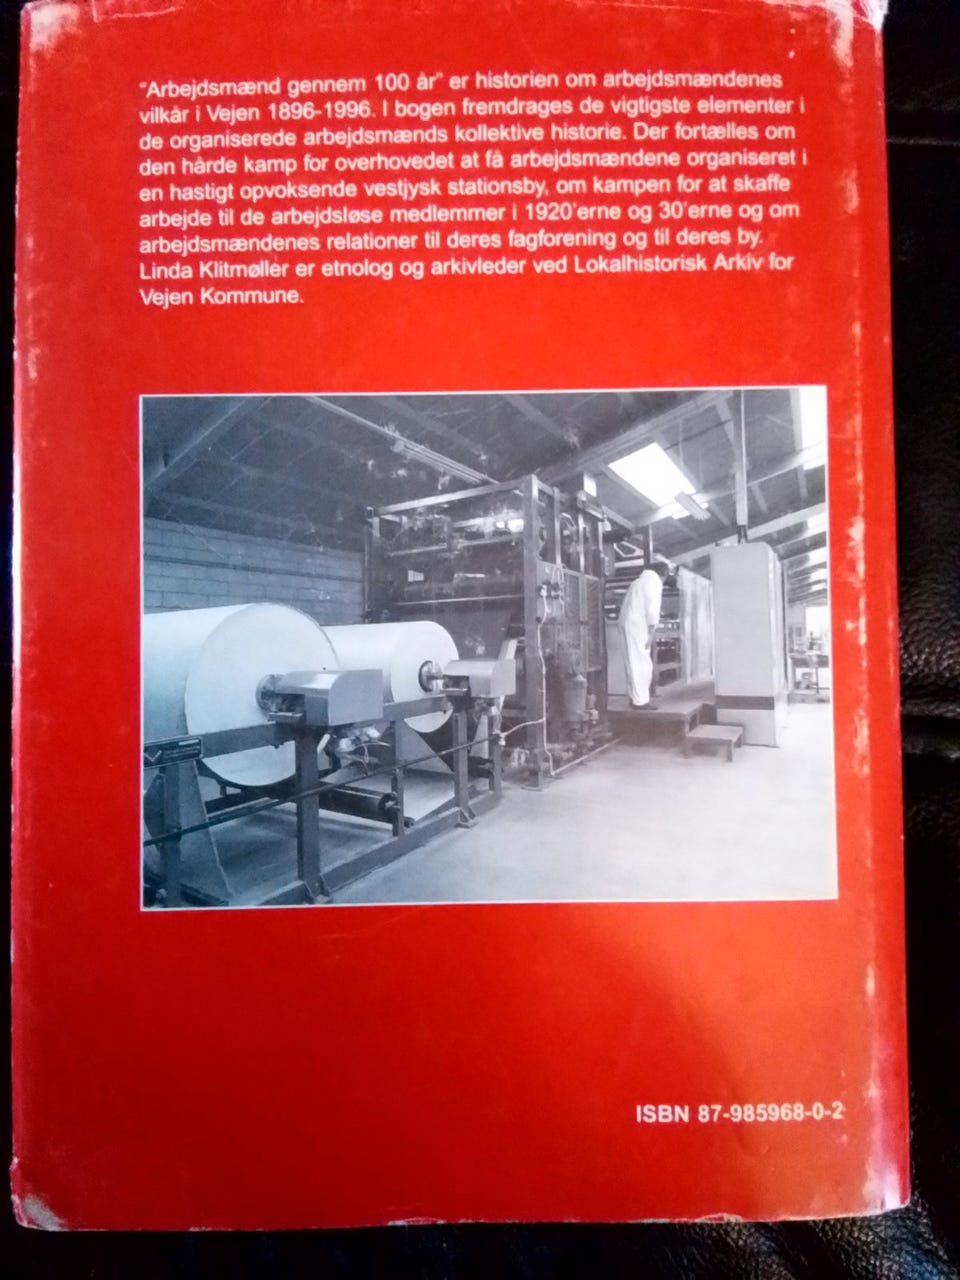 "Arbejdsmænd gennem 100 år" er historien om arbejdsmændenes
vilkår i Vejen 1896-1996. I bogen fremdrages de vigtigste elementer i
de organiserede arbejdsmænds kollektive historie. Der fortælles om
den hårde kamp for overhovedet at få arbejdsmændene organiseret i
en hastigt opvoksende vestjysk stationsby, om kampen for at skaffe
arbejde til de arbejdsløse medlemmer i 1920'erne og 30'erne og om
arbejdsmændenes relationer til deres fagforening og til deres by.
Linda Klitmøller er etnolog og arkivleder ved Lokalhistorisk Arkiv for
Vejen Kommune.
ISBN 87-985968-0-2